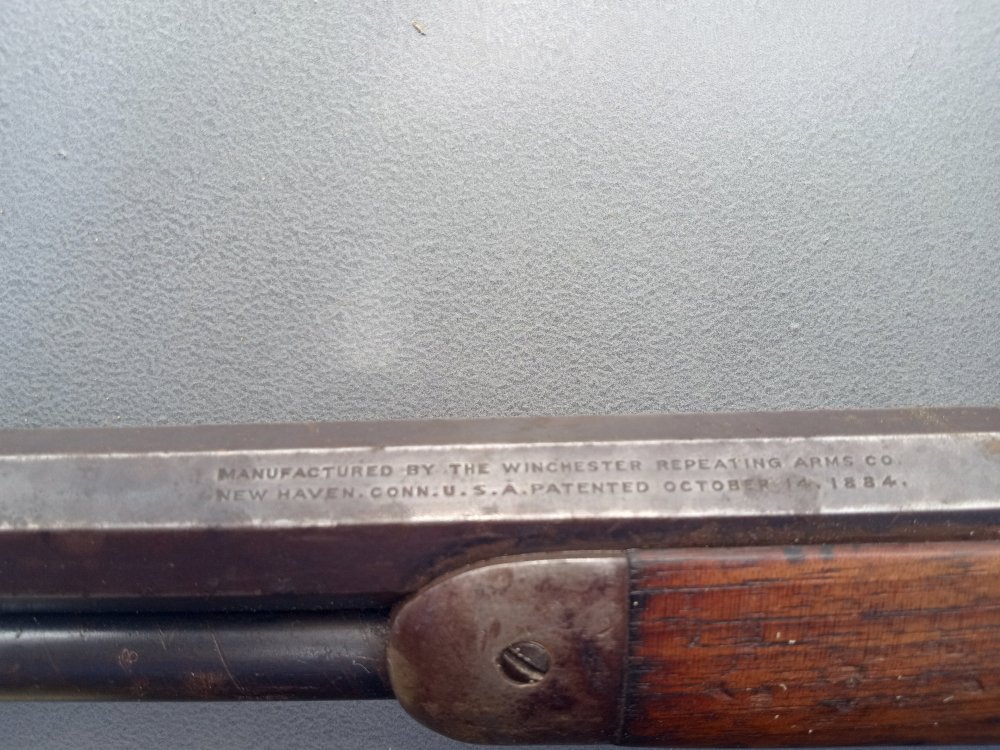 MANUFACTURED BY THE WINCHESTER REPEATING ARMS CO.
NEW HAVEN. CONN. U. S. A. PATENTED OCTOBER 14. 1884.